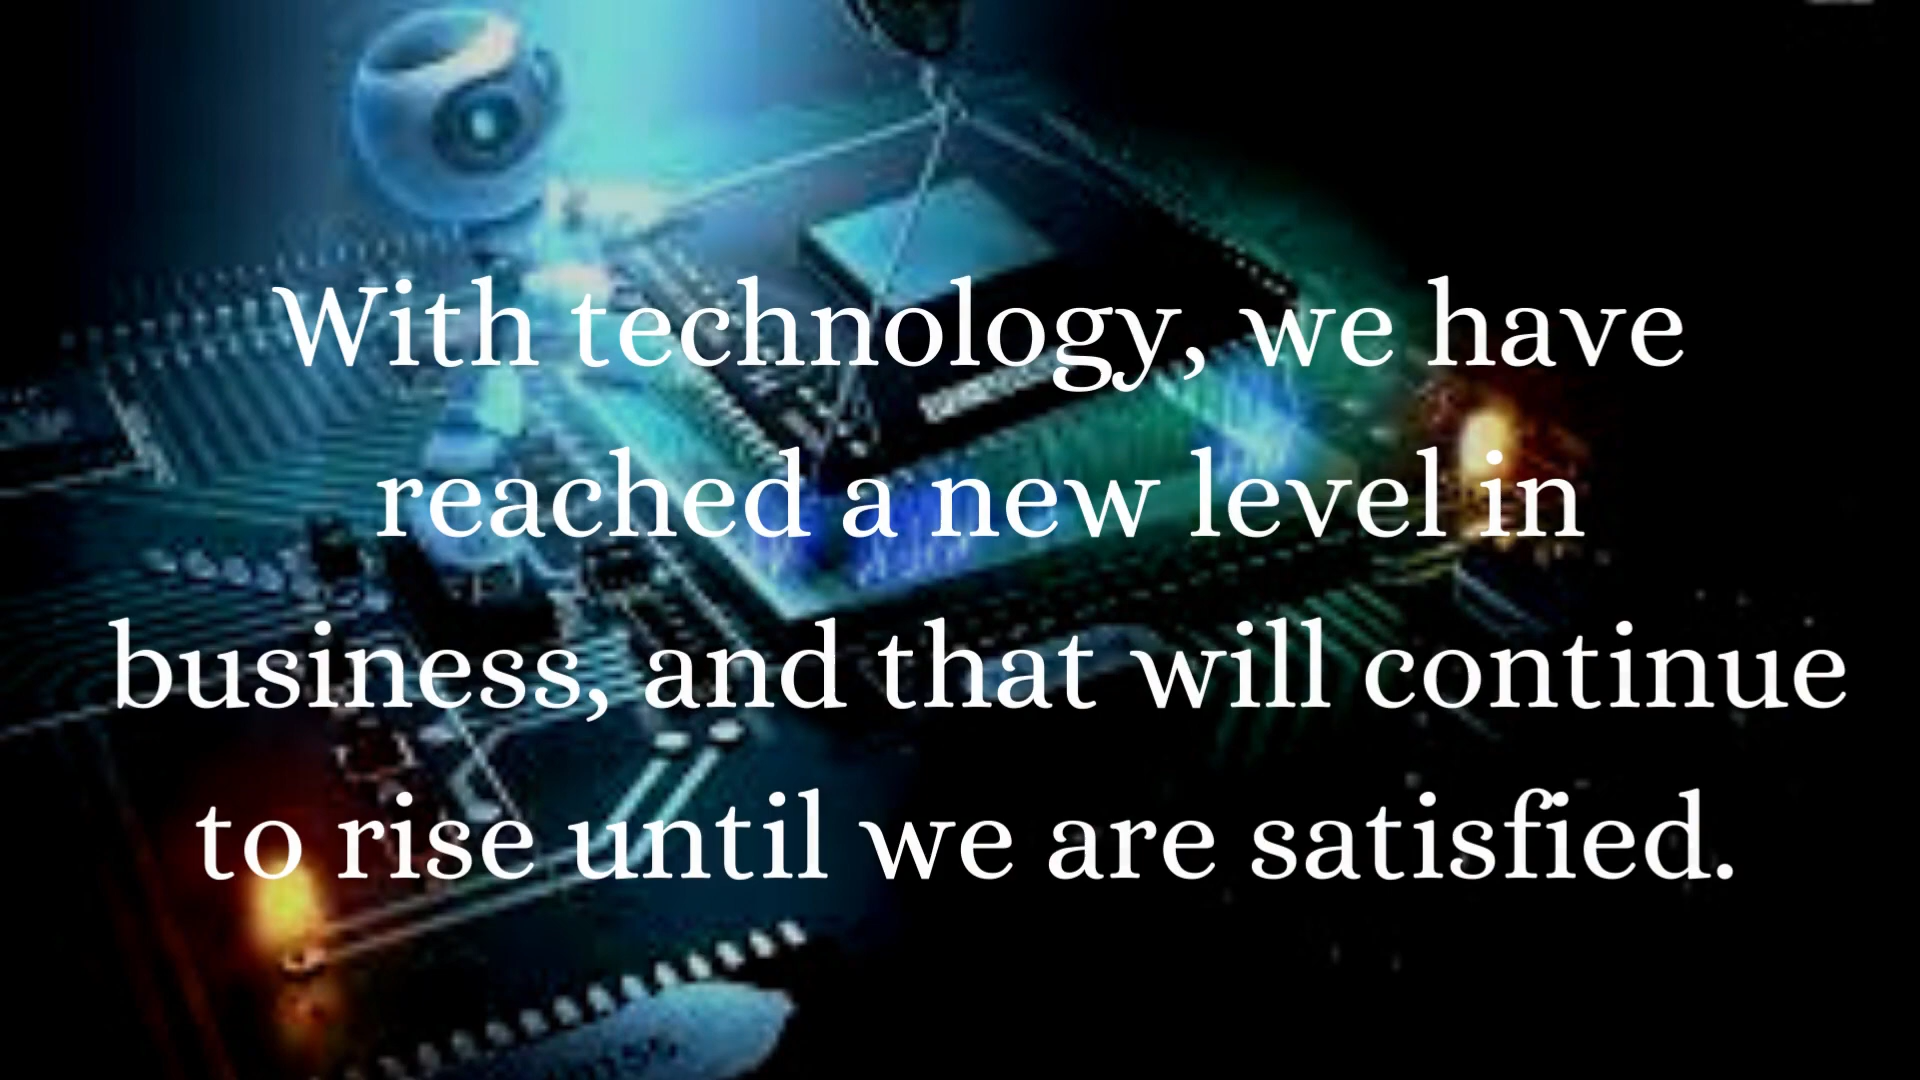 With technology, we have
reached a new level in
business, and that will continue
to rise until we are satisfied.